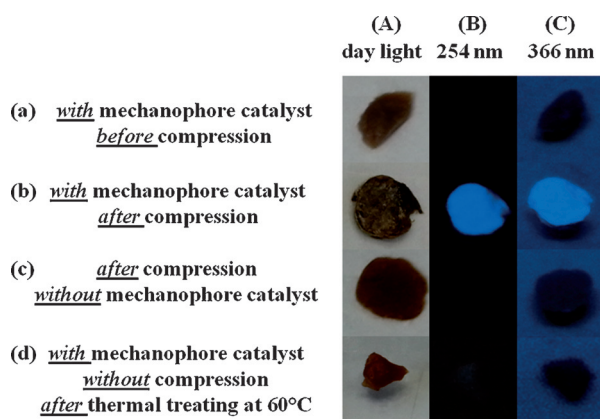 (A) (B) (C)
day light 254 nm 366 nm
(a) with mechanophore catalyst
before compression
(b) with mechanophore catalyst
after compression
(c) after compression
without mechanophore catalyst
(d) with mechanophore catalyst
without compression
after thermal treating at 60°C